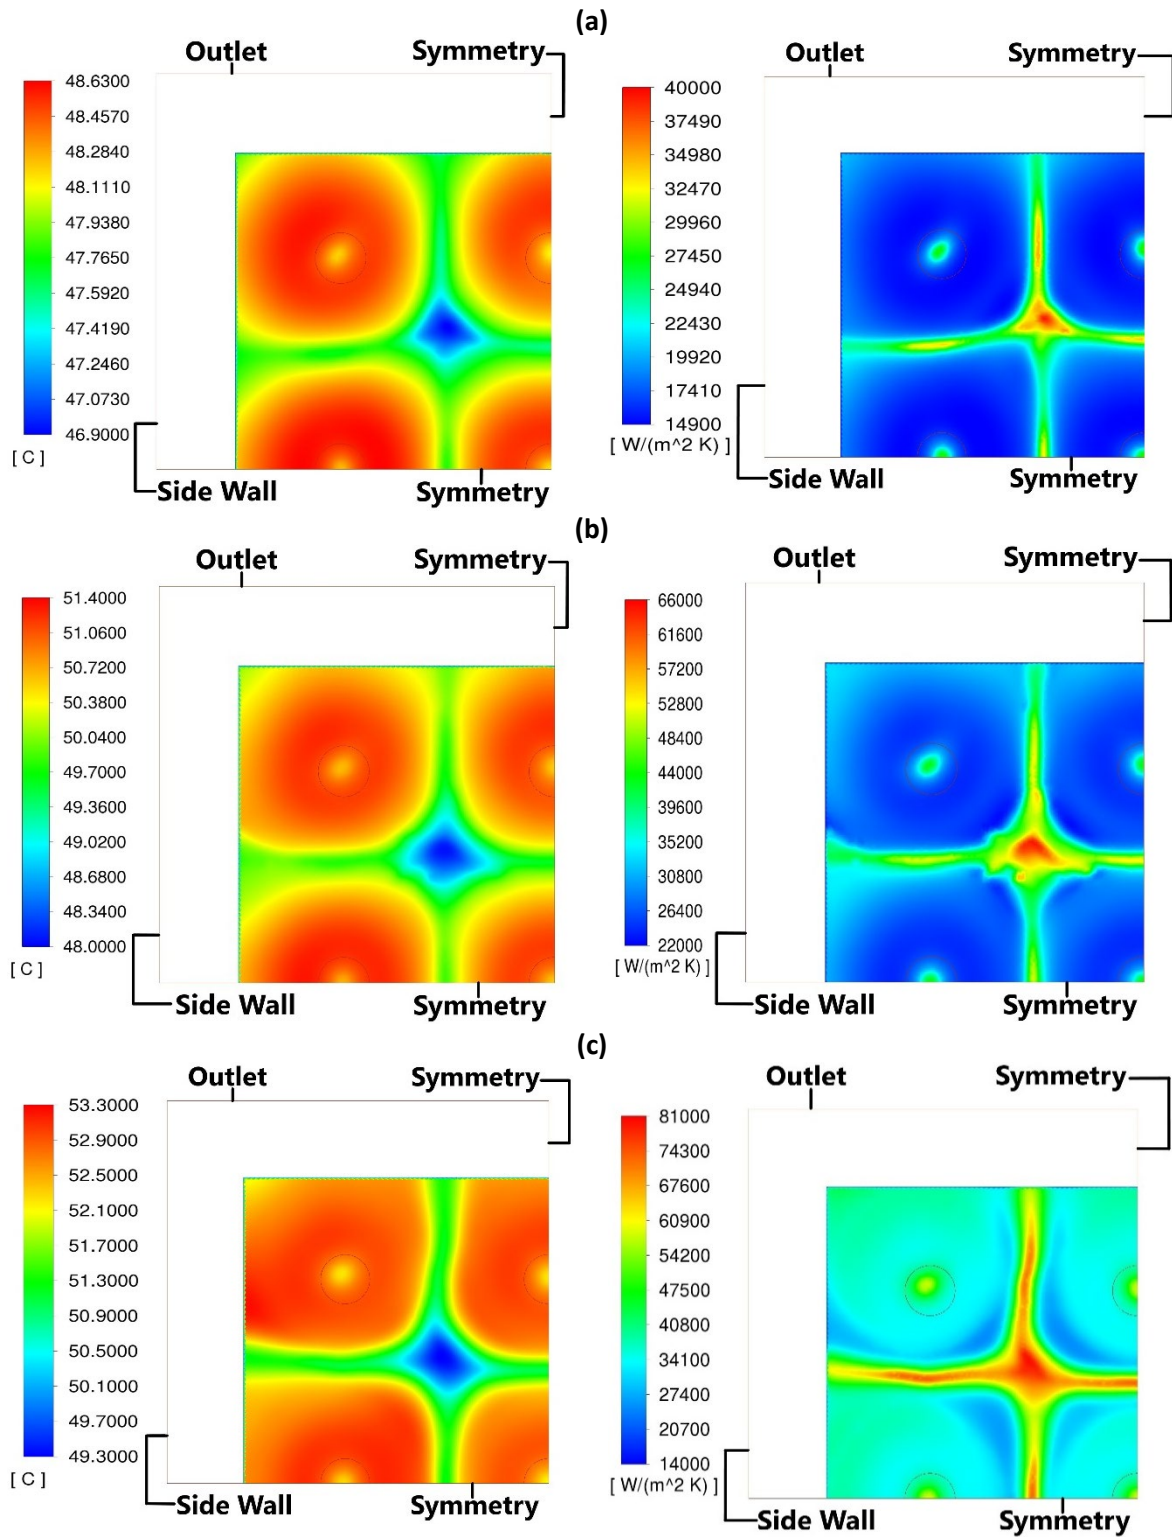 (a)
Outlet
Symmetry
48.6300
48.4570
48.2840
48.1110
47.9380
47.7650
47.5920
47.4190
47.2460
47.0730
46.9000
[ C ]
Side Wall
Symmetry
Outlet
Symmetry
40000
37490
34980
32470
29960
27450
24940
22430
19920
17410
14900
[ W/(m^2 K) ]
Side Wall
Symmetry
(b)
Outlet
Symmetry
51.4000
51.0600
50.7200
50.3800
50.0400
49.7000
49.3600
49.0200
48.6800
48.3400
48.0000
[ C ]
Side Wall
Symmetry
Outlet
Symmetry
66000
61600
57200
52800
48400
44000
39600
35200
30800
26400
22000
[ W/(m^2 K) ]
Side Wall
Symmetry
(c)
Outlet
Symmetry
53.3000
52.9000
52.5000
52.1000
51.7000
51.3000
50.9000
50.5000
50.1000
49.7000
49.3000
[ C ]
Side Wall
Symmetry
Outlet
Symmetry
81000
74300
67600
60900
54200
47500
40800
34100
27400
20700
14000
[ W/(m^2 K) ]
Side Wall
Symmetry